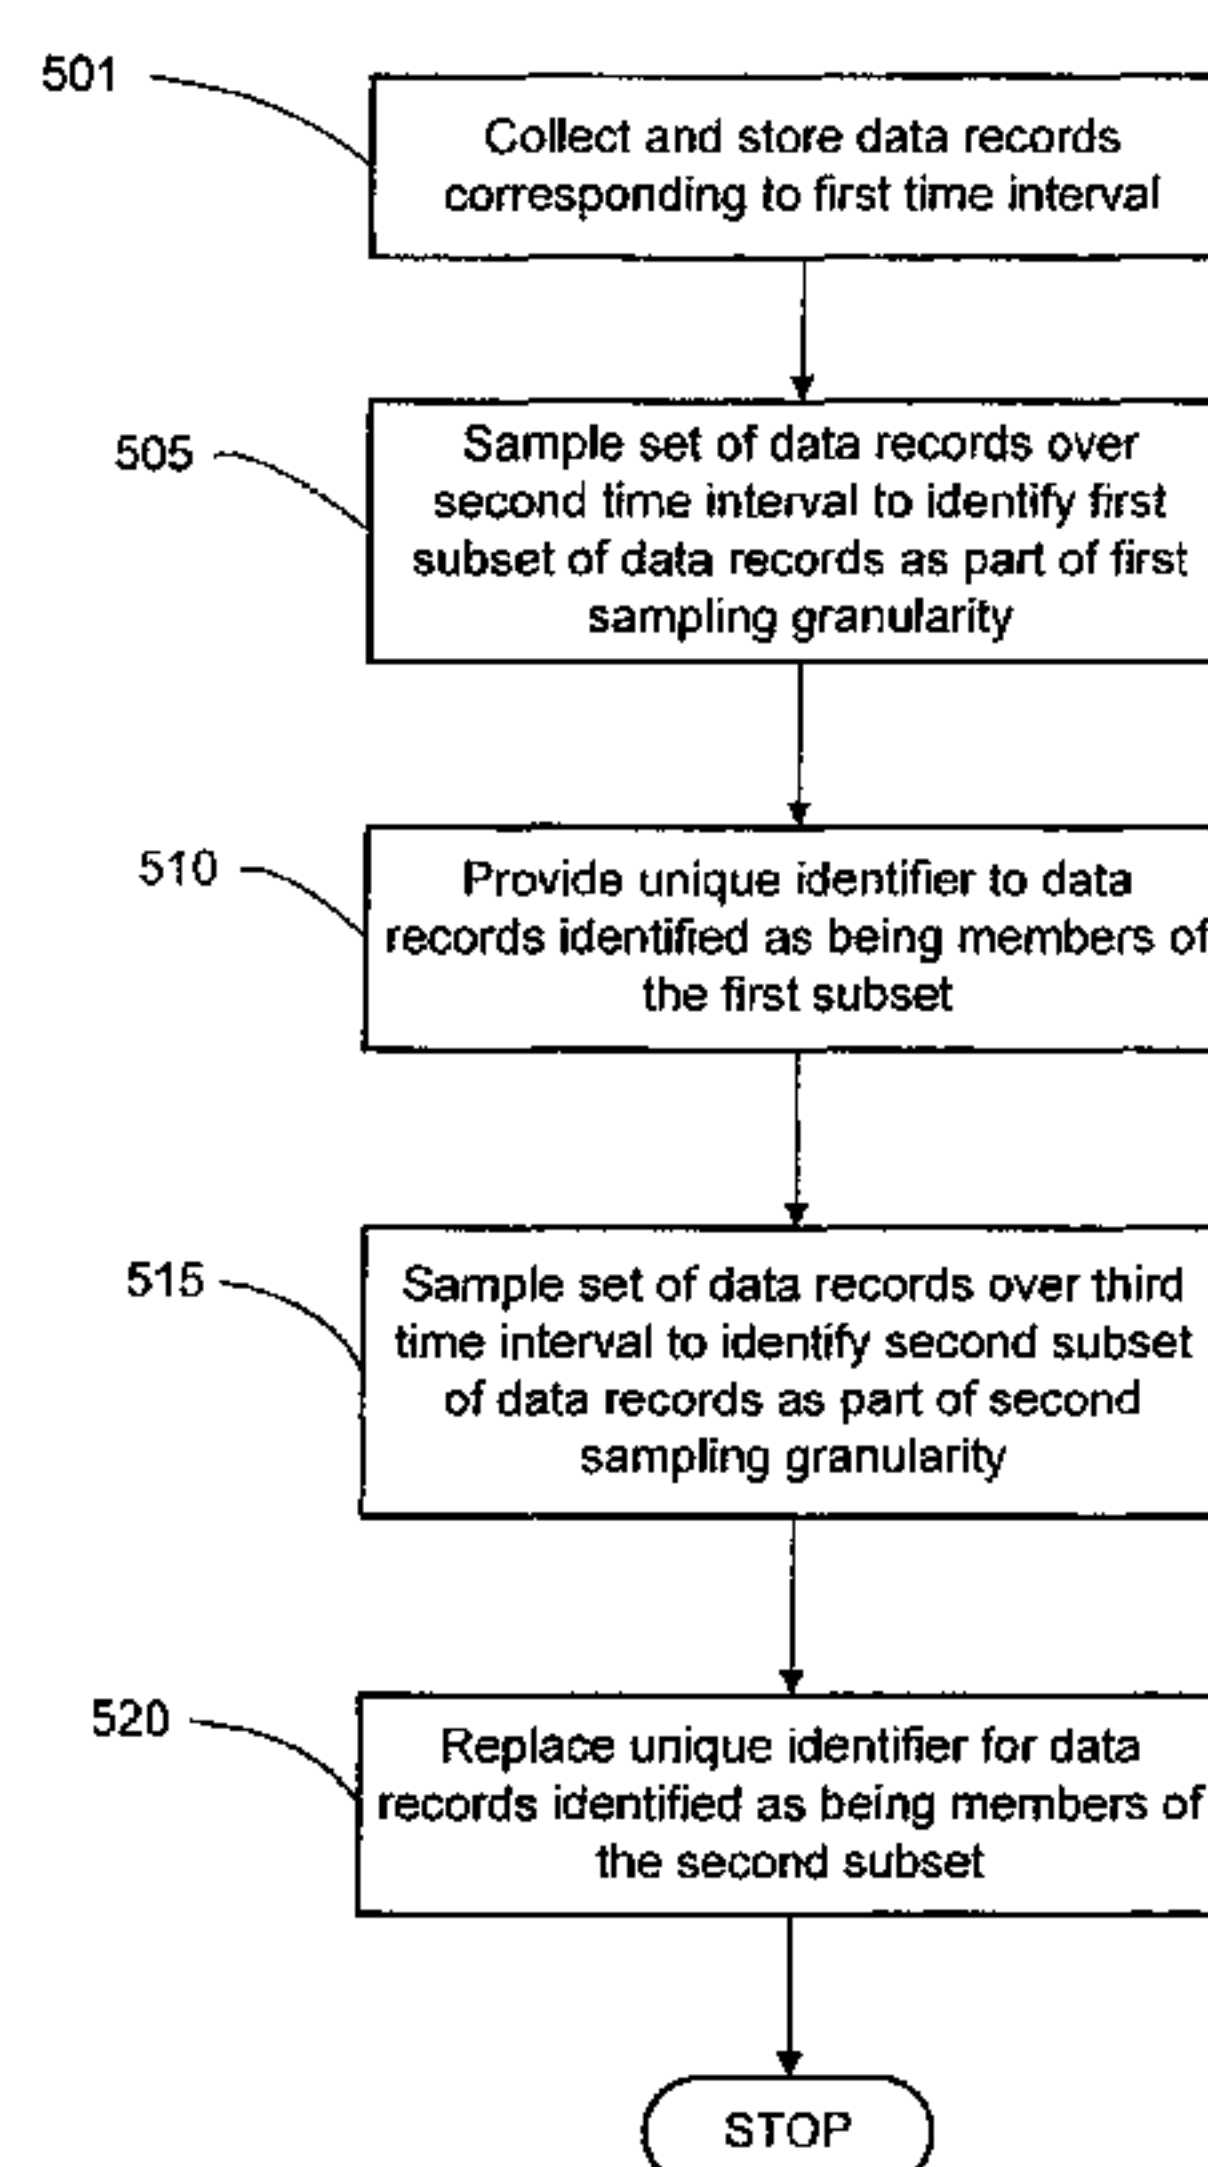 501
Collect and store data records
corresponding to first time interval
505
Sample set of data records over
second time interval to identify first
subset of data records as part of first
sampling granularity
510
Provide unique identifier to data
records identified as being members of
the first subset
515
Sample set of data records over third
time interval to identify second subset
of data records as part of second
sampling granularity
520
Replace unique identifier for data
records identified as being members of
the second subset
STOP